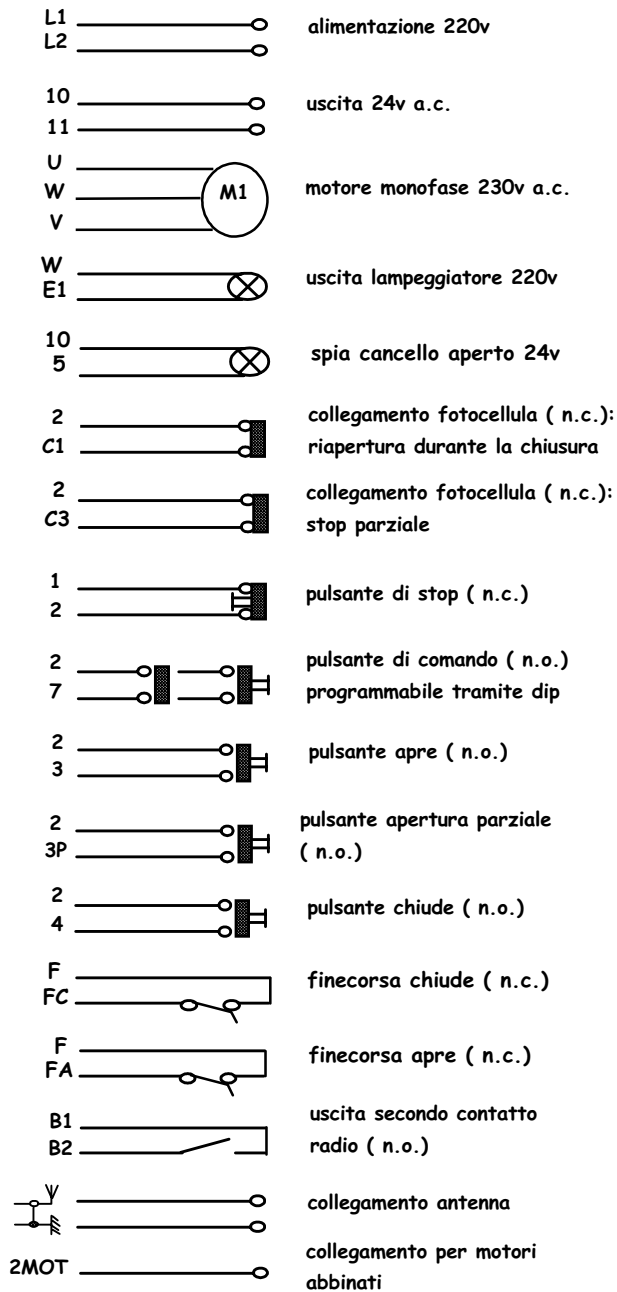 L1
L2
alimentazione 220v
10
11
uscita 24v a.c.
U
W
V
M1
motore monofase 230v a.c.
W
E1
uscita lampeggiatore 220v
10
5
spia cancello aperto 24v
2
C1
collegamento fotocellula ( n.c.):
riapertura durante la chiusura
2
C3
collegamento fotocellula ( n.c.):
stop parziale
1
2
pulsante di stop ( n.c.)
2
7
pulsante di comando ( n.o.)
programmabile tramite dip
2
3
pulsante apre ( n.o.)
2
3P
pulsante apertura parziale
( n.o.)
2
4
pulsante chiude ( n.o.)
F
FC
finecorsa chiude ( n.c.)
F
FA
finecorsa apre ( n.c.)
B1
B2
uscita secondo contatto
radio ( n.o.)
collegamento antenna
2MOT
collegamento per motori
abbinati